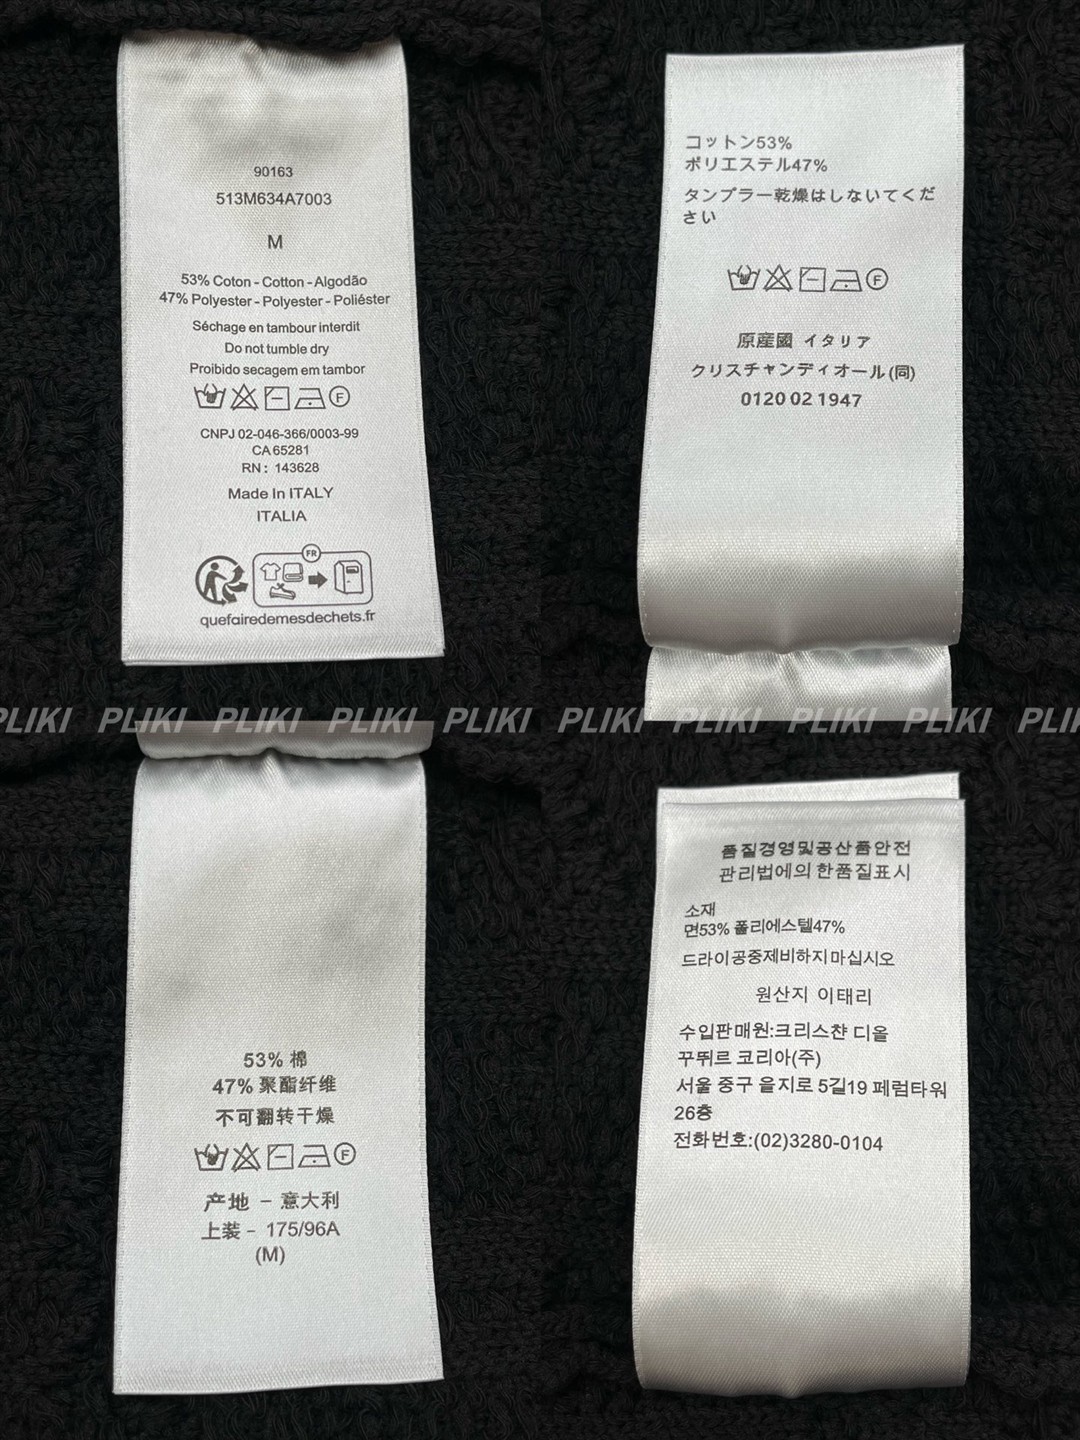 90163
513M634A7003
M
53% Coton - Cotton - Algodão
47% Polyester - Polyester - Poliéster
Séchage en tambour interdit
Do not tumble dry
Proibido secagem em tambor
F
CNPJ 02-046-366/0003-99
CA 65281
RN : 143628
Made In ITALY
ITALIA
FR
quefairedemesdechets.fr
コットン53%
ポリエステル47%
タンプラー乾燥はしないてくだ
さい
F
原産國 イタリア
クリスチャンディオール(同)
0120 02 1947
PLIKI PLIKI PLIKI PLIKI PLIKI PLIKI PLIKI PLIKI PLIKI PLIKI
53% 棉
47% 聚酯纤维
不可翻转干燥
F
产地 - 意大利
上装 - 175/96A
(M)
품질경영및공산품안전
관리법에의한품질표시
소재
면53% 폴리에스텔47%
드라이공중제비하지마십시오
원산지 이태리
수입판매원:크리스챤 디올
꾸뛰르 코리아(주)
서울 중구 을지로 5길19 페럼타워
26층
전화번호:(02)3280-0104